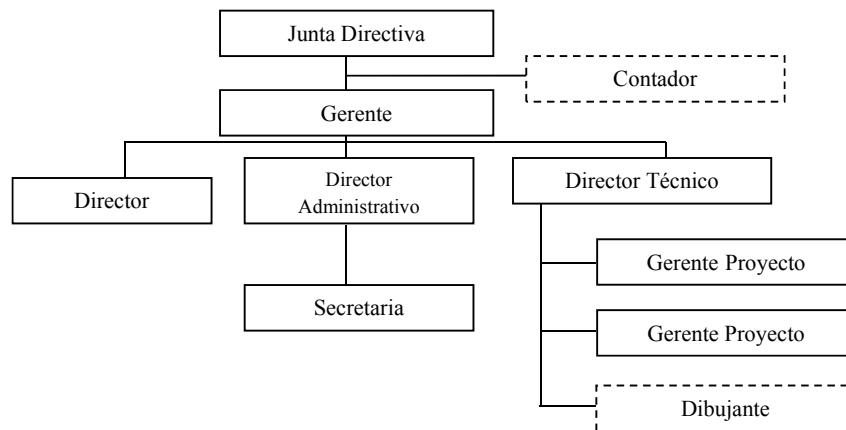 Junta Directiva
Contador
Gerente
Director
Director
Administrativo
Director Técnico
Secretaria
Gerente Proyecto
Gerente Proyecto
Dibujante